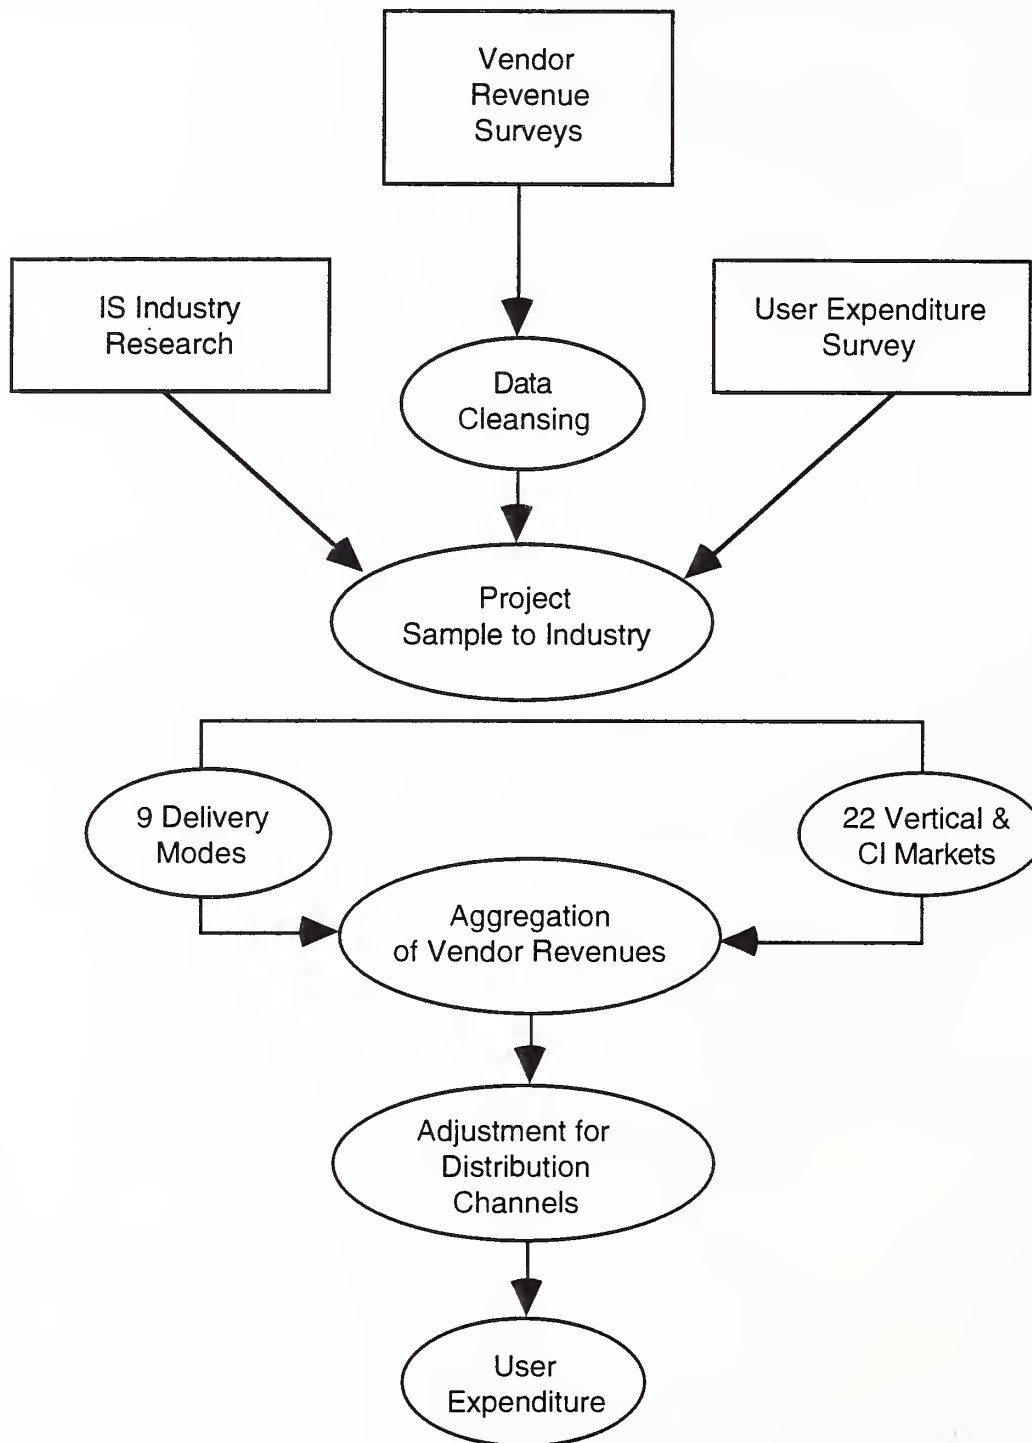 Vendor
Revenue
Surveys
IS Industry
Research
User Expenditure
Survey
Data
Cleansing
Project
Sample to Industry
9 Delivery
Modes
22 Vertical &
CI Markets
Aggregation
of Vendor Revenues
Adjustment for
Distribution
Channels
User
Expenditure